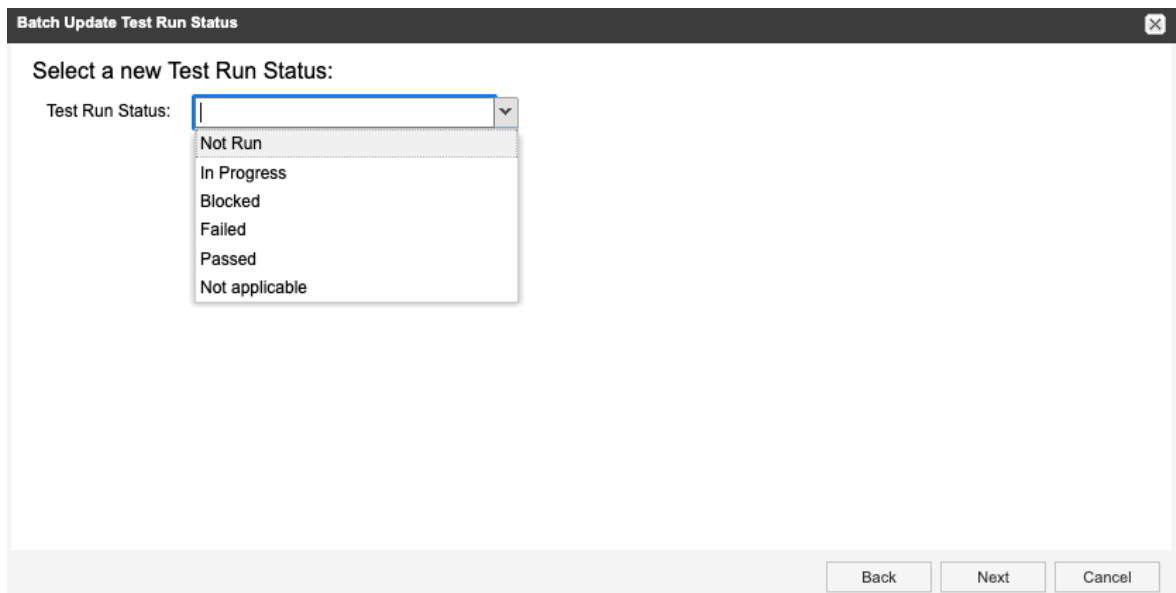 Batch Update Test Run Status
Select a new Test Run Status:
Test Run Status:
Not Run
In Progress
Blocked
Failed
Passed
Not applicable
Back Next Cancel